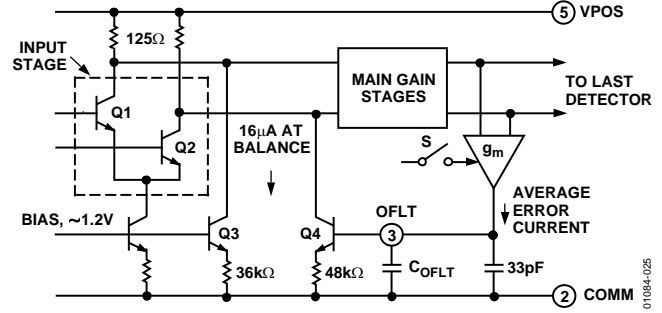 5 VPOS
125Ω
INPUT
STAGE
MAIN GAIN
STAGES
TO LAST
DETECTOR
Q1
Q2
16μA AT
BALANCE
S
gm
AVERAGE
ERROR
CURRENT
BIAS, ~1.2V
OFLT
Q3
Q4
3
36kΩ
48kΩ
COFLT
33pF
2 COMM
01084-025